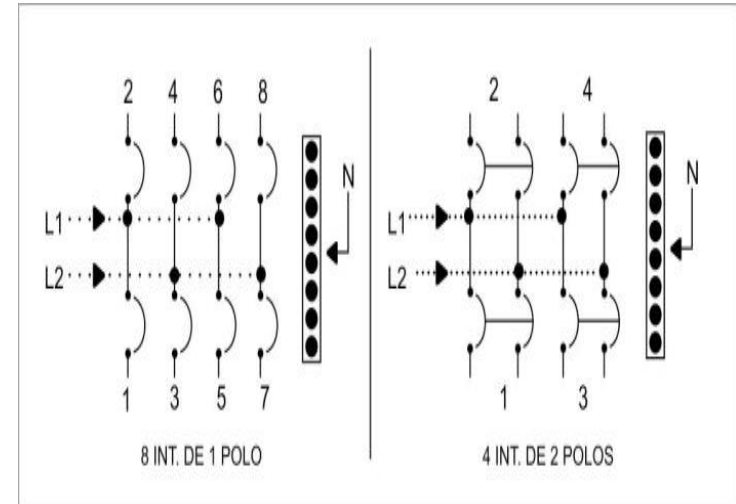 2 4 6 8
N
L1
L2
1 3 5 7
8 INT. DE 1 POLO
2 4
N
L1
L2
1 3
4 INT. DE 2 POLOS